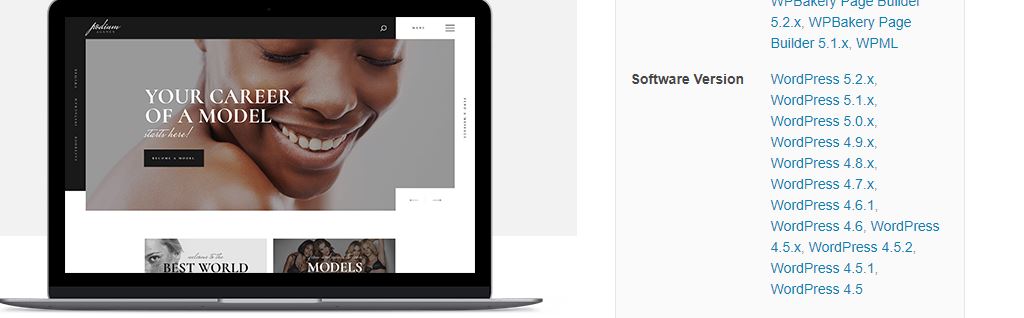 Podium
AGENCY
MENU
YOUR CAREER
OF A MODEL
starts here!
BECOME A MODEL
welcome to the
BEST WORLD
MODELS
WPBakery Page Builder
5.2.x, WPBakery Page
Builder 5.1.x, WPML
Software Version
WordPress 5.2.x,
WordPress 5.1.x,
WordPress 5.0.x,
WordPress 4.9.x,
WordPress 4.8.x,
WordPress 4.7.x,
WordPress 4.6.1,
WordPress 4.6, WordPress
4.5.x, WordPress 4.5.2,
WordPress 4.5.1,
WordPress 4.5